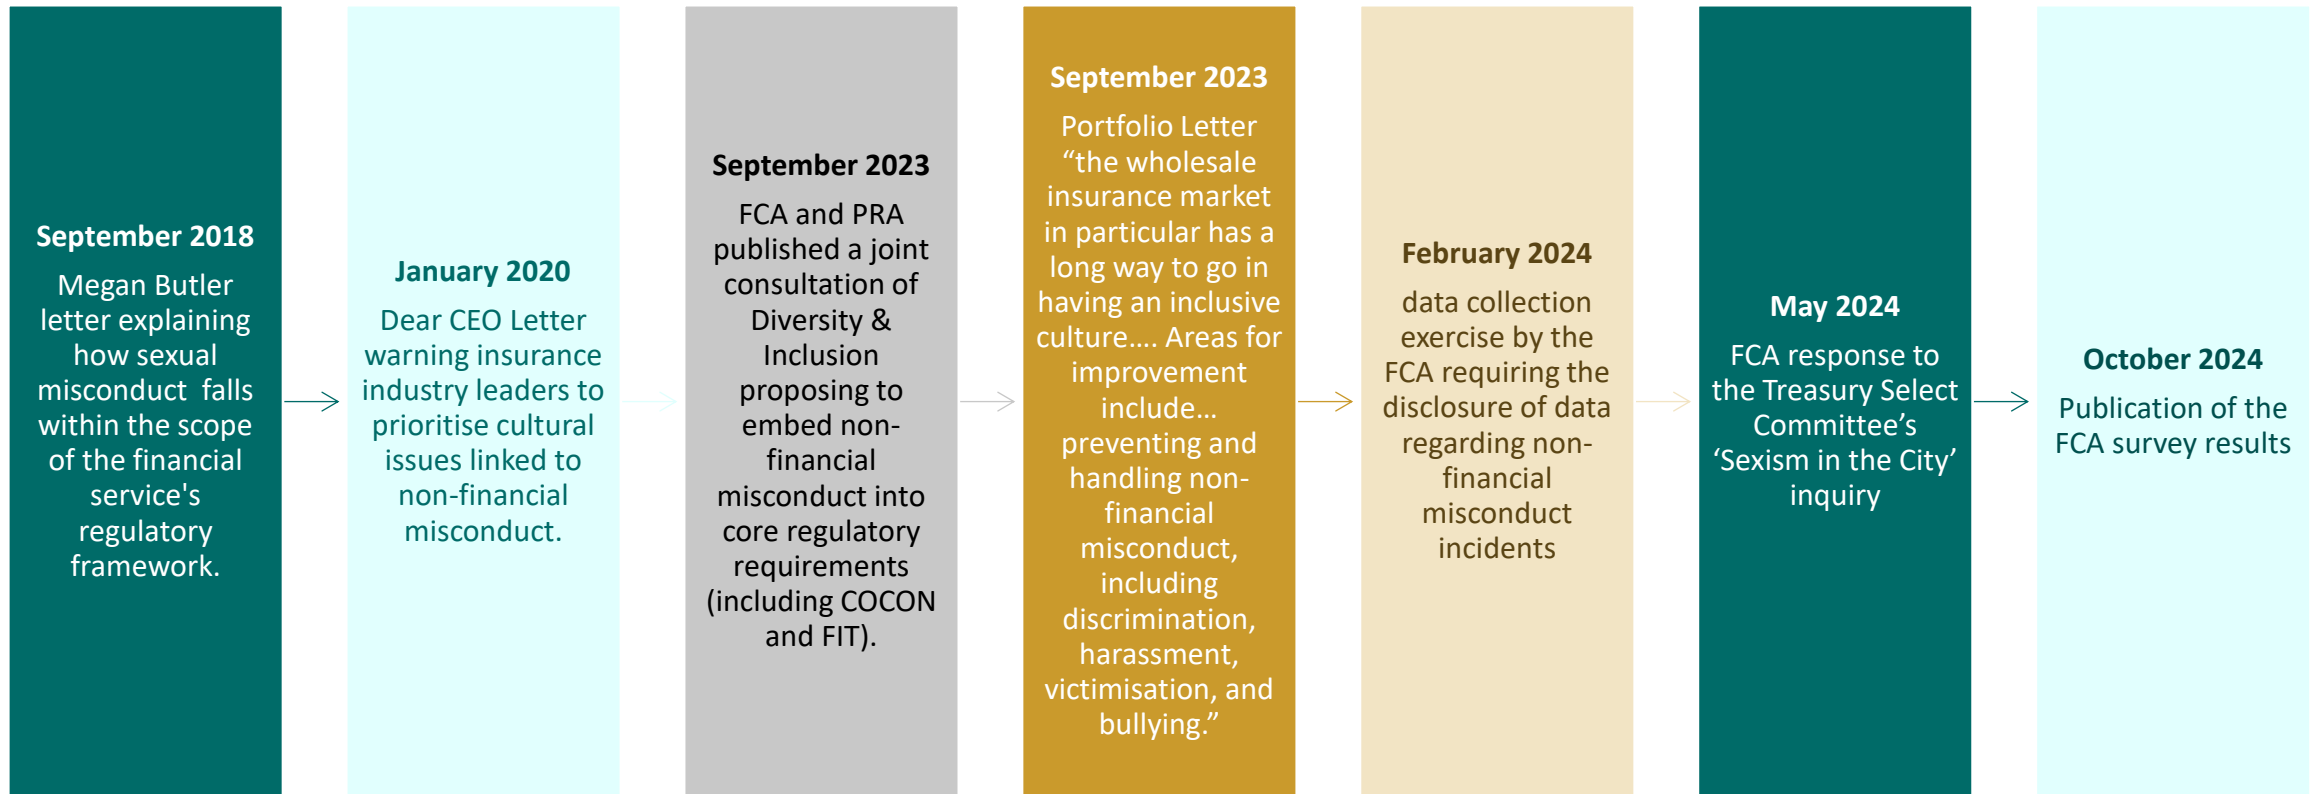 September 2018
Megan Butler
letter explaining
how sexual
misconduct falls
within the scope
of the financial
service's
regulatory
framework.
January 2020
Dear CEO Letter
warning insurance
industry leaders to
prioritise cultural
issues linked to
non-financial
misconduct.
September 2023
FCA and PRA
published a joint
consultation of
Diversity &
Inclusion
proposing to
embed non-
financial
misconduct into
core regulatory
requirements
(including COCON
and FIT).
September 2023
Portfolio Letter
“the wholesale
insurance market
in particular has a
long way to go in
having an inclusive
culture…. Areas for
improvement
include…
preventing and
handling non-
financial
misconduct,
including
discrimination,
harassment,
victimisation, and
bullying.”
February 2024
data collection
exercise by the
FCA requiring the
disclosure of data
regarding non-
financial
misconduct
incidents
May 2024
FCA response to
the Treasury Select
Committee’s
‘Sexism in the City’
inquiry
October 2024
Publication of the
FCA survey results